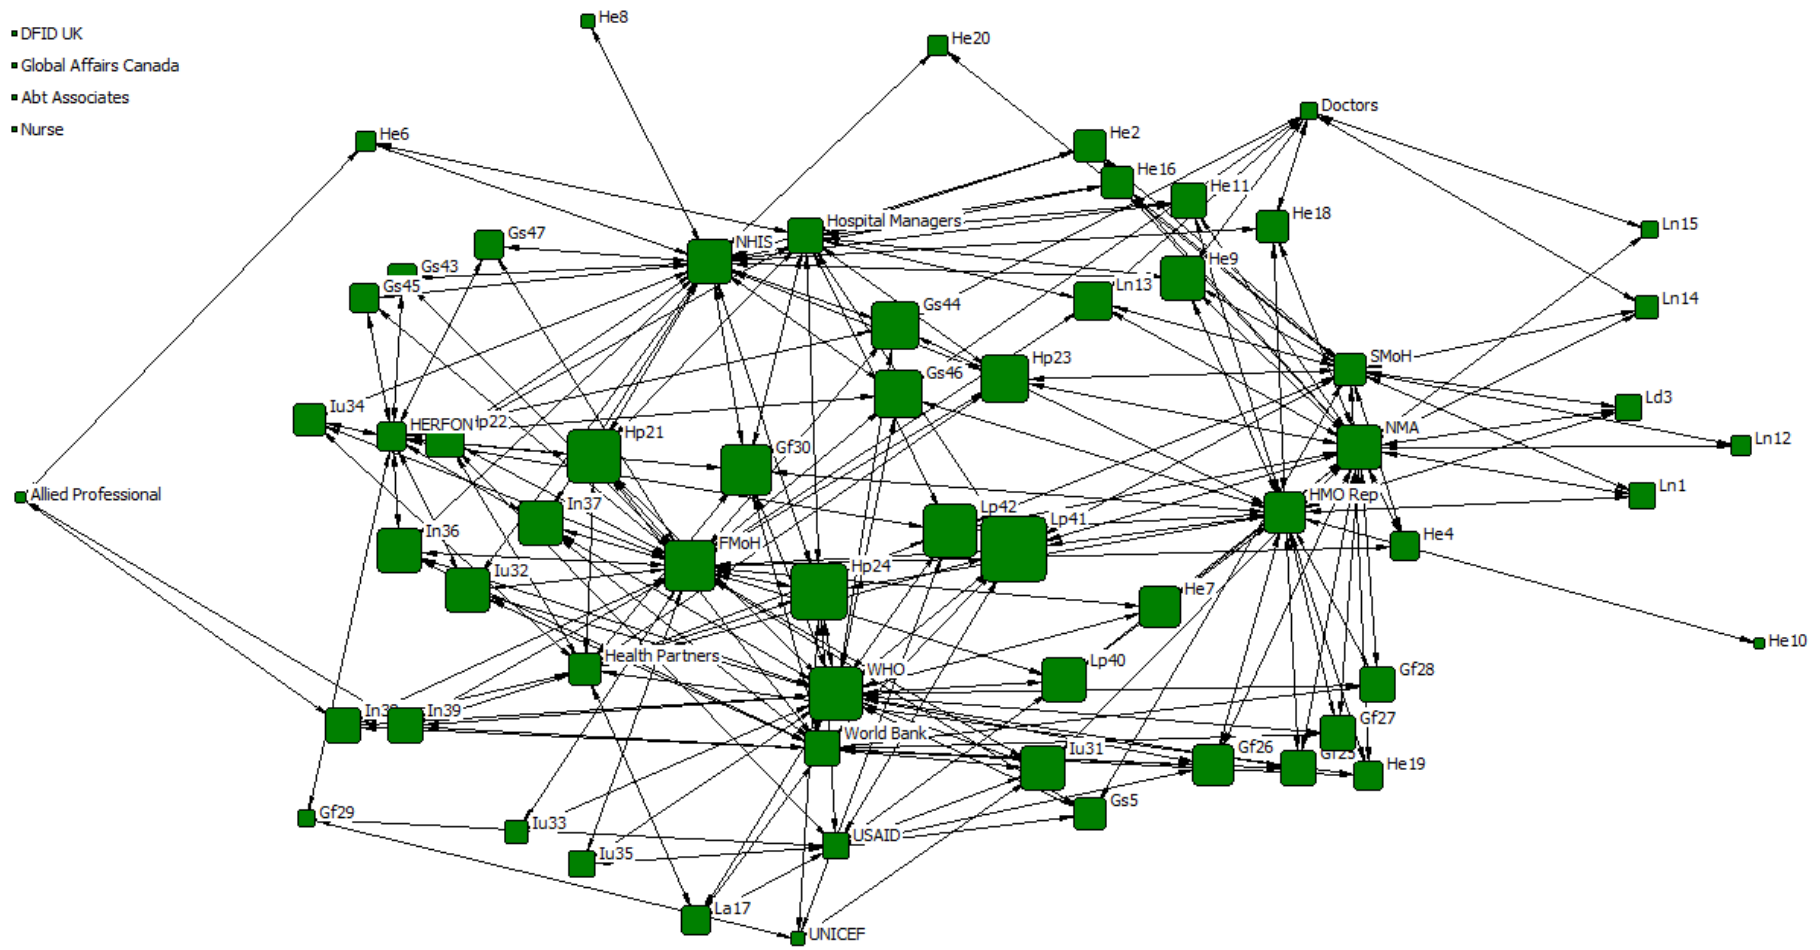 He8
DFID UK
He20
Global Affairs Canada
Abt Associates
Doctors
Nurse
He6
He2
He16
He11
He18
Hospital Managers
Ln15
Gs47
NHIS
He9
Gs43
Gs45
Ln13
Ln14
Gs44
Hp23
SMoH
Gs46
Ld3
Iu34
HERFON
Hp21
NMA
Gf30
Ln12
Allied Professional
Ln1
HMO Rep
In37
Lp42
Lp41
In36
FMoH
He4
Hp24
Iu32
He7
He10
Health Partners
WHO
Lp40
Gf28
In39
Gf27
World Bank
Iu31
Gf26
He19
Gs5
Gf29
Iu33
USAID
Iu35
La17
UNICEF